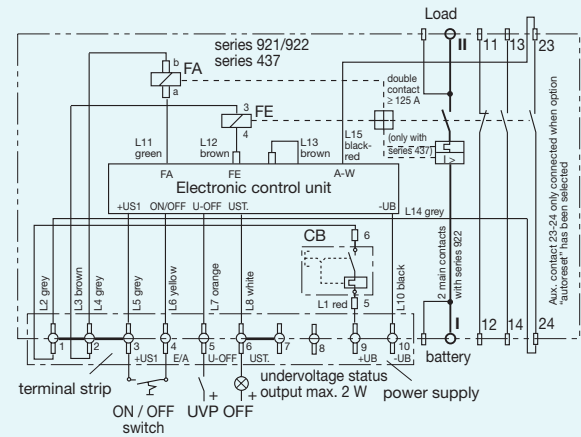 Load
II 11 13 23
series 921/922
series 437
b
FA
a
double
contact
≥ 125 A
3
FE
4
L11
green
L12
brown
L13
brown
L15
black-
red
(only with
series 437)
I >
FA FE A-W
Electronic control unit
+US1 ON/OFF U-OFF UST. -UB
L14 grey
CB
6
L2 grey
L3 brown
L4 grey
L5 grey
L6 yellow
L7 orange
L8 white
L1 red
5
L10 black
2 main contacts
with series 922
Aux. contact 23-24 only connected when option
"autoreset" has been selected
I 12 14 24
battery
1 2 3 4 5 6 7 8 9 10
+US1 E/A U-OFF UST. +UB -UB
terminal strip
undervoltage status
output max. 2 W
power supply
+ +
ON / OFF
switch
UVP OFF